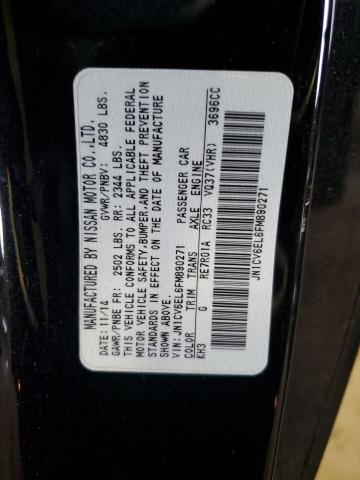 MANUFACTURED BY NISSAN MOTOR CO.,LTD.
DATE: 11/14 GVWR/PNBV: 4830 LBS.
GAWR/PNBE FR: 2502 LBS. RR: 2344 LBS.
THIS VEHICLE CONFORMS TO ALL APPLICABLE FEDERAL
MOTOR VEHICLE SAFETY,BUMPER,AND THEFT PREVENTION
STANDARDS IN EFFECT ON THE DATE OF MANUFACTURE
SHOWN ABOVE.
VIN: JN1CV6EL6FM890271 PASSENGER CAR
COLOR TRIM TRANS AXLE ENGINE
KH3 G RE7R01A RC33 VQ37(VHR) 3696CC
JN1CV6EL6FM890271